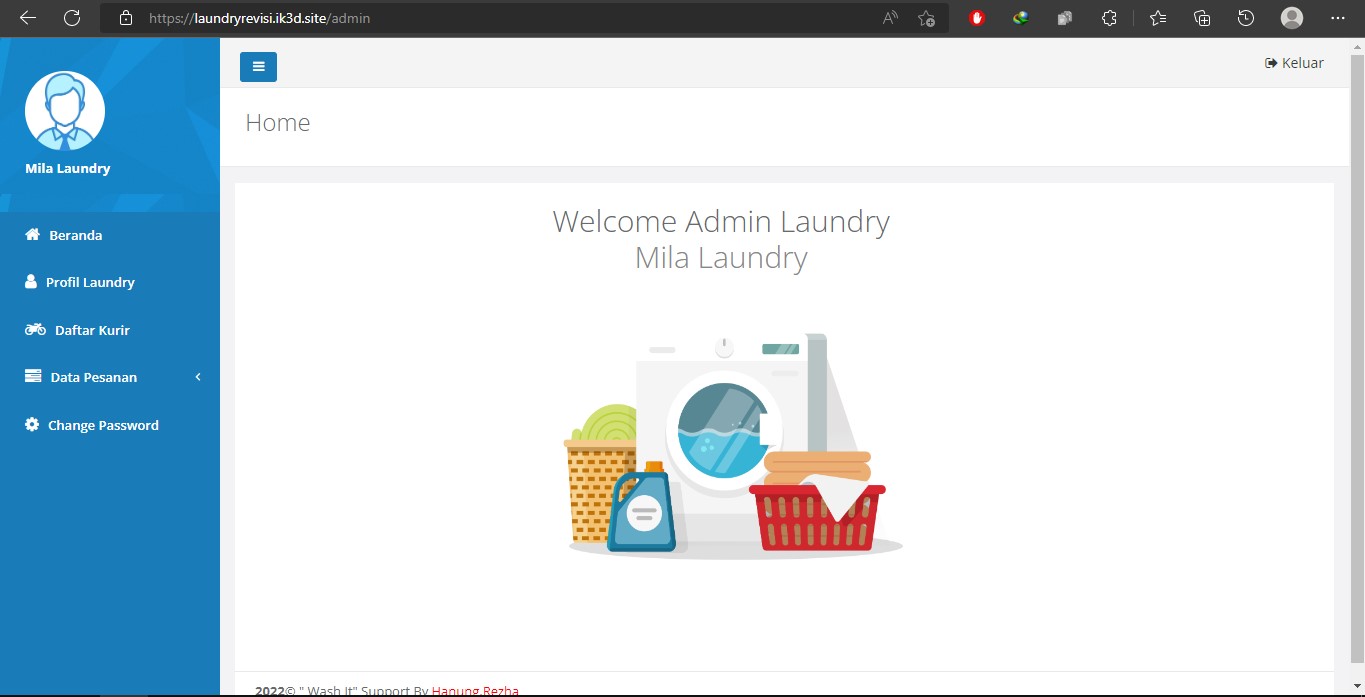 https://laundryrevisi.ik3d.site/admin
Keluar
Home
Mila Laundry
Beranda
Profil Laundry
Daftar Kurir
Data Pesanan
Change Password
Welcome Admin Laundry
Mila Laundry
2022© " Wash It" Support By Hanung Rezha